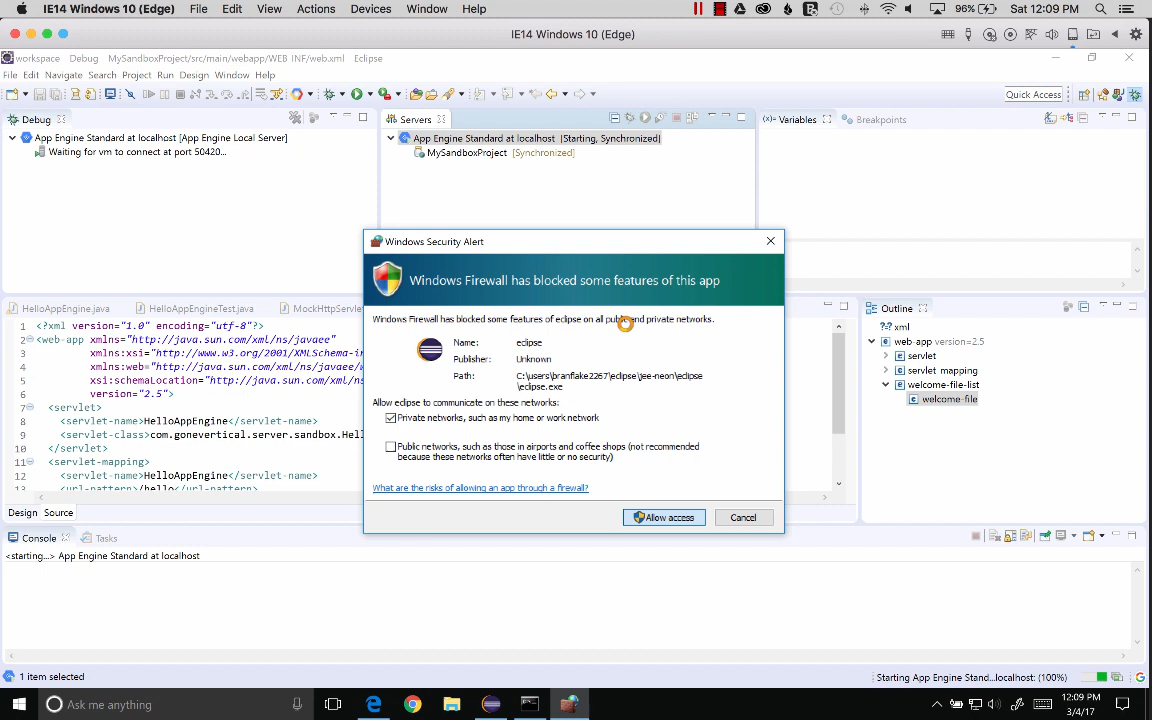 IE14 Windows 10 (Edge) File Edit View Actions Devices Window Help 96% Sat 12:09 PM
IE14 Windows 10 (Edge)
workspace Debug MySandboxProject/src/main/webapp/WEB INF/web.xml Eclipse
File Edit Navigate Search Project Run Design Window Help
Quick Access
Debug
App Engine Standard at localhost [App Engine Local Server]
Waiting for vm to connect at port 50420...
Servers
App Engine Standard at localhost [Starting, Synchronized]
MySandboxProject [Synchronized]
(x)= Variables Breakpoints
Windows Security Alert
Windows Firewall has blocked some features of this app
Windows Firewall has blocked some features of eclipse on all public and private networks.
Name: eclipse
Publisher: Unknown
Path: C:\users\branflake2267\eclipse\jee-neon\eclipse
\eclipse.exe
Allow eclipse to communicate on these networks:
Private networks, such as my home or work network
Public networks, such as those in airports and coffee shops (not recommended
because these networks often have little or no security)
What are the risks of allowing an app through a firewall?
Allow access Cancel
HelloAppEngine.java HelloAppEngineTest.java MockHttpServle
1 <?xml version="1.0" encoding="utf-8"?>
2 <web-app xmlns="http://java.sun.com/xml/ns/javaee"
3 xmlns:xsi="http://www.w3.org/2001/XMLSchema-i
4 xmlns:web="http://java.sun.com/xml/ns/javaee/w
5 xsi:schemaLocation="http://java.sun.com/xml/ns
6 version="2.5">
7 <servlet>
8 <servlet-name>HelloAppEngine</servlet-name>
9 <servlet-class>com.gonevertical.server.sandbox.Hell
10 </servlet>
11 <servlet-mapping>
12 <servlet-name>HelloAppEngine</servlet-name>
13 <url-pattern>/hello</url-pattern>
Design Source
Outline
xml
web-app version=2.5
servlet
servlet mapping
welcome-file-list
welcome-file
Console Tasks
<starting...> App Engine Standard at localhost
1 item selected
Starting App Engine Stand...localhost: (100%)
Ask me anything
12:09 PM
3/4/17